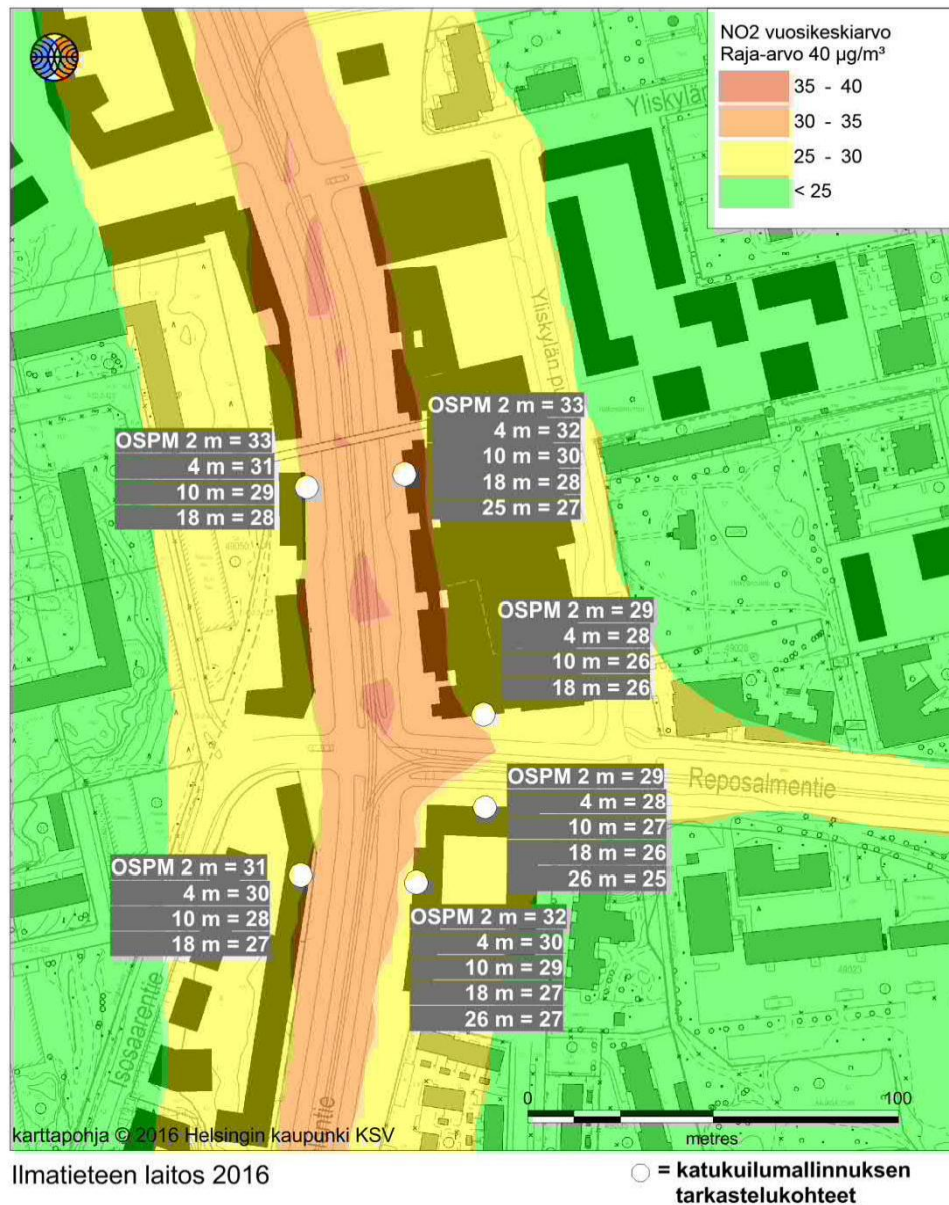 NO2 vuosikeskiarvo
Raja-arvo 40 µg/m³
35 - 40
30 - 35
25 - 30
< 25
Yliskylän
Yliskylän
OSPM 2 m = 33
4 m = 32
10 m = 30
18 m = 28
25 m = 27
OSPM 2 m = 33
4 m = 31
10 m = 29
18 m = 28
OSPM 2 m = 29
4 m = 28
10 m = 26
18 m = 26
OSPM 2 m = 29
4 m = 28
10 m = 27
18 m = 26
26 m = 25
Reposalmentie
OSPM 2 m = 31
4 m = 30
10 m = 28
18 m = 27
OSPM 2 m = 32
4 m = 30
10 m = 29
18 m = 27
26 m = 27
Isosaarentie
entie
49023
0 100
metres
karttapohja © 2016 Helsingin kaupunki KSV
Ilmatieteen laitos 2016
= katukuilumallinnuksen
tarkastelukohteet